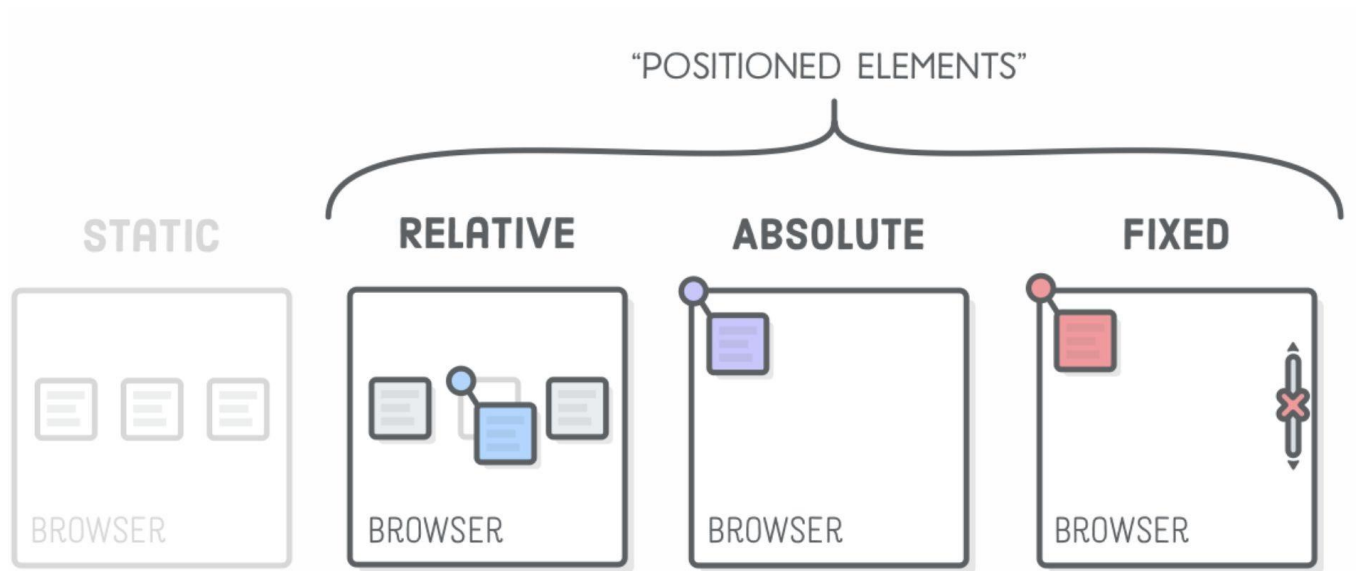 “POSITIONED ELEMENTS”
STATIC
RELATIVE
ABSOLUTE
FIXED
BROWSER
BROWSER
BROWSER
BROWSER